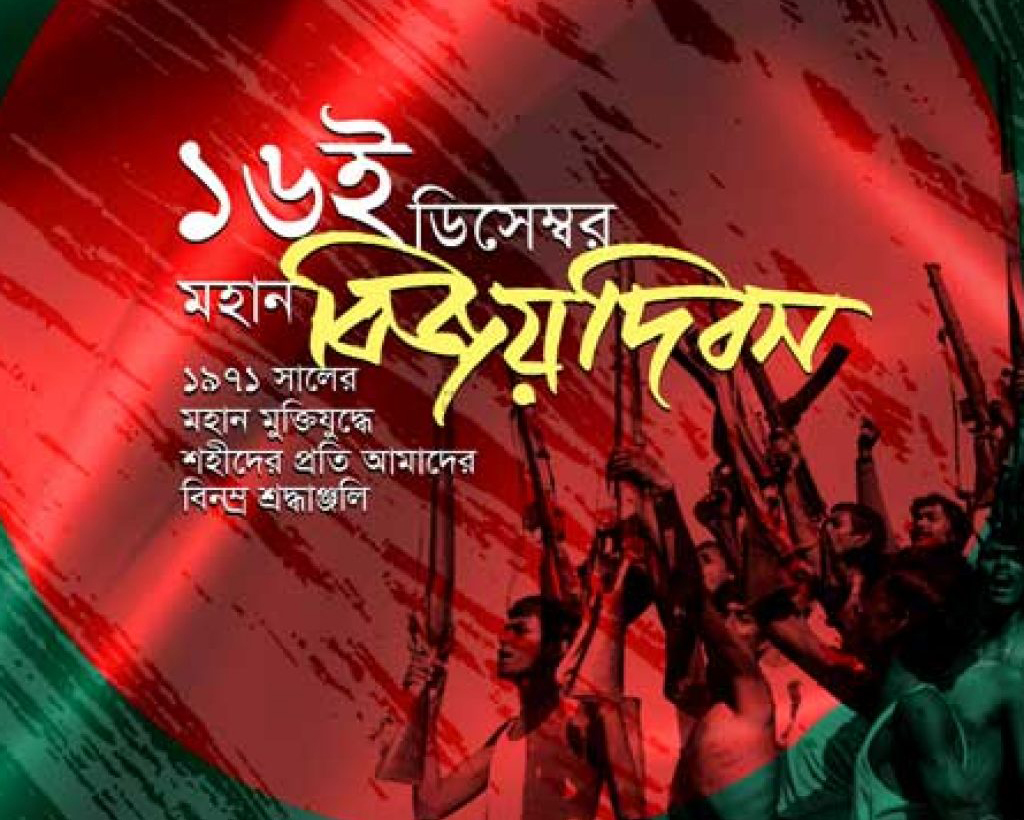 ১৬ই ডিসেম্বর
মহান বিজয় দিবস
১৯৭১ সালের
মহান মুক্তিযুদ্ধে
শহীদের প্রতি আমাদের
বিনম্র শ্রদ্ধাঞ্জলি